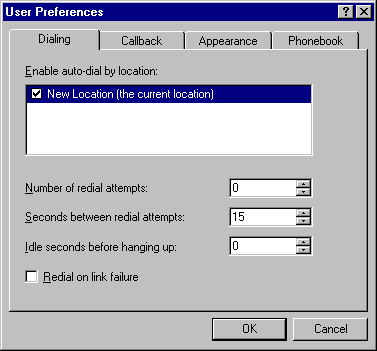 User Preferences
Dialing Callback Appearance Phonebook
Enable auto-dial by location:
New Location (the current location)
Number of redial attempts: 0
Seconds between redial attempts: 15
Idle seconds before hanging up: 0
Redial on link failure
OK Cancel